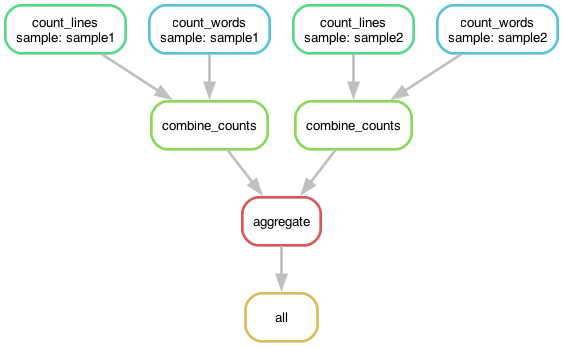 count_lines
sample: sample1
count_words
sample: sample1
count_lines
sample: sample2
count_words
sample: sample2
combine_counts
combine_counts
aggregate
all